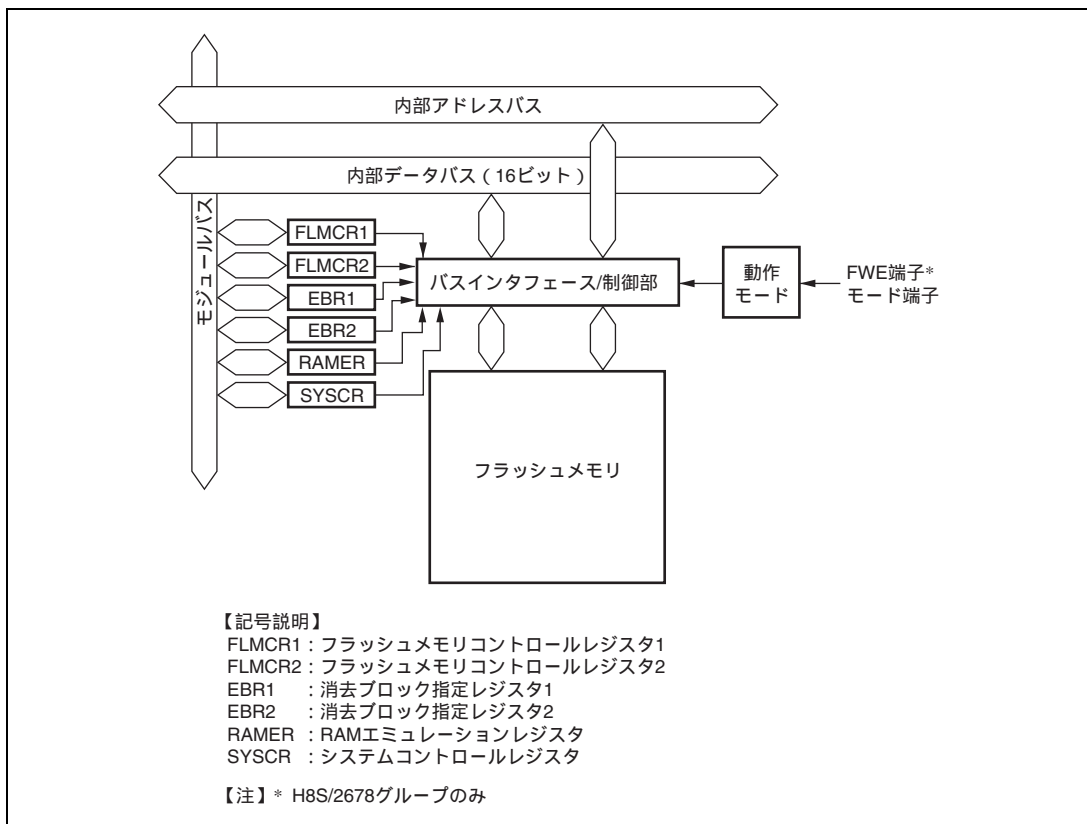 内部アドレスバス
内部データバス（16ビット）
モジュールバス
FLMCR1
FLMCR2
EBR1
EBR2
RAMER
SYSCR
バスインタフェース/制御部
動作
モード
FWE端子*
モード端子
フラッシュメモリ
【記号説明】
FLMCR1：フラッシュメモリコントロールレジスタ1
FLMCR2：フラッシュメモリコントロールレジスタ2
EBR1　：消去ブロック指定レジスタ1
EBR2　：消去ブロック指定レジスタ2
RAMER ：RAMエミュレーションレジスタ
SYSCR ：システムコントロールレジスタ
【注】* H8S/2678グループのみ